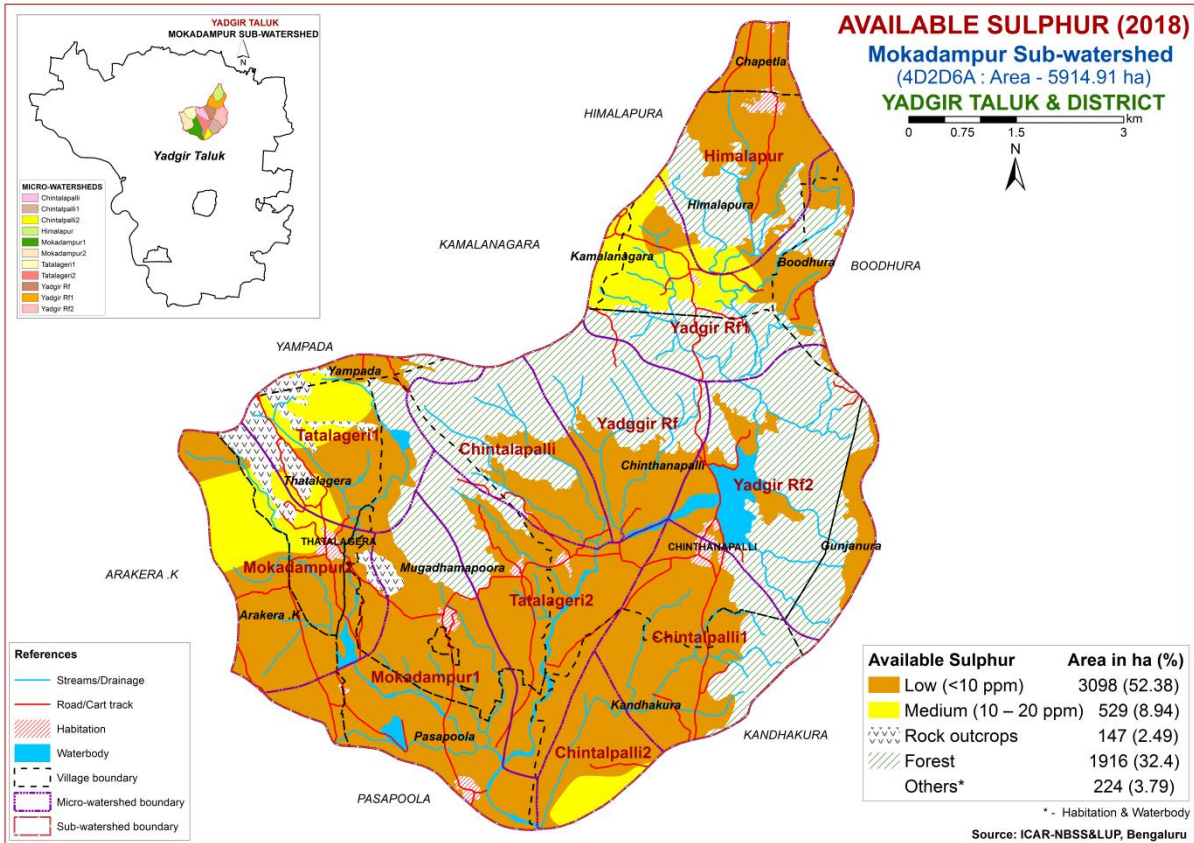 AVAILABLE SULPHUR (2018)
Mokadampur Sub-watershed
(4D2D6A : Area - 5914.91 ha)
YADGIR TALUK & DISTRICT
km
0 0.75 1.5 3
N
YADGIR TALUK
MOKADAMPUR SUB-WATERSHED
N
Yadgir Taluk
MICRO-WATERSHEDS
Chintalapalli
Chintalpalli1
Chintalpalli2
Himalapur
Mokadampur1
Mokadampur2
Tatalageri1
Tatalageri2
Yadgir Rf
Yadgir Rf1
Yadgir Rf2
Chapetla
HIMALAPURA
Himalapur
Himalapura
KAMALANAGARA
Kamalanagara
Boodhura
BOODHURA
Yadgir Rf1
YAMPADA
Yampada
Tatalageri1
Chintalapalli
Yadggir Rf
Chinthanapalli
Thatalagera
Yadgir Rf2
THATALAGERA
CHINTHANAPALLI
Gunjanura
ARAKERA .K
Mokadampur2
Mugadhamapoora
Tatalageri2
Arakera .K
Chintalpalli1
Mokadampur1
Kandhakura
Pasapoola
Chintalpalli2
KANDHAKURA
PASAPOOLA
References
Streams/Drainage
Road/Cart track
Habitation
Waterbody
Village boundary
Micro-watershed boundary
Sub-watershed boundary
Available Sulphur Area in ha (%)
Low (<10 ppm) 3098 (52.38)
Medium (10 – 20 ppm) 529 (8.94)
Rock outcrops 147 (2.49)
Forest 1916 (32.4)
Others* 224 (3.79)
* - Habitation & Waterbody
Source: ICAR-NBSS&LUP, Bengaluru